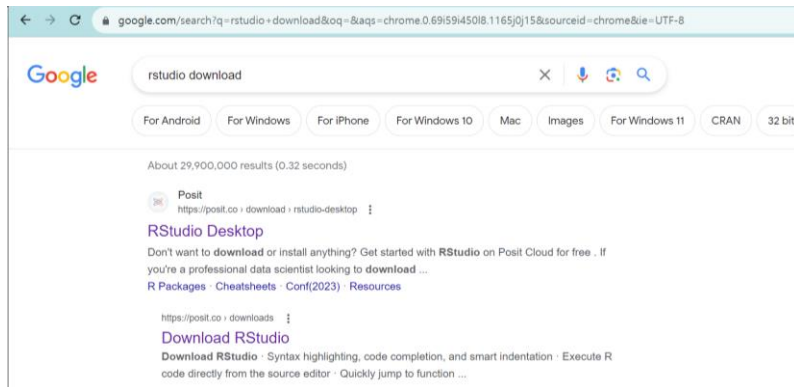 google.com/search?q=rstudio+download&oq=&aqs=chrome.0.69i59i450l8.1165j0j15&sourceid=chrome&ie=UTF-8
Google
rstudio download
For Android For Windows For iPhone For Windows 10 Mac Images For Windows 11 CRAN 32 bit
About 29,900,000 results (0.32 seconds)
Posit
https://posit.co › download › rstudio-desktop
RStudio Desktop
Don't want to download or install anything? Get started with RStudio on Posit Cloud for free . If
you're a professional data scientist looking to download ...
R Packages · Cheatsheets · Conf(2023) · Resources
https://posit.co › downloads
Download RStudio
Download RStudio · Syntax highlighting, code completion, and smart indentation · Execute R
code directly from the source editor · Quickly jump to function ...